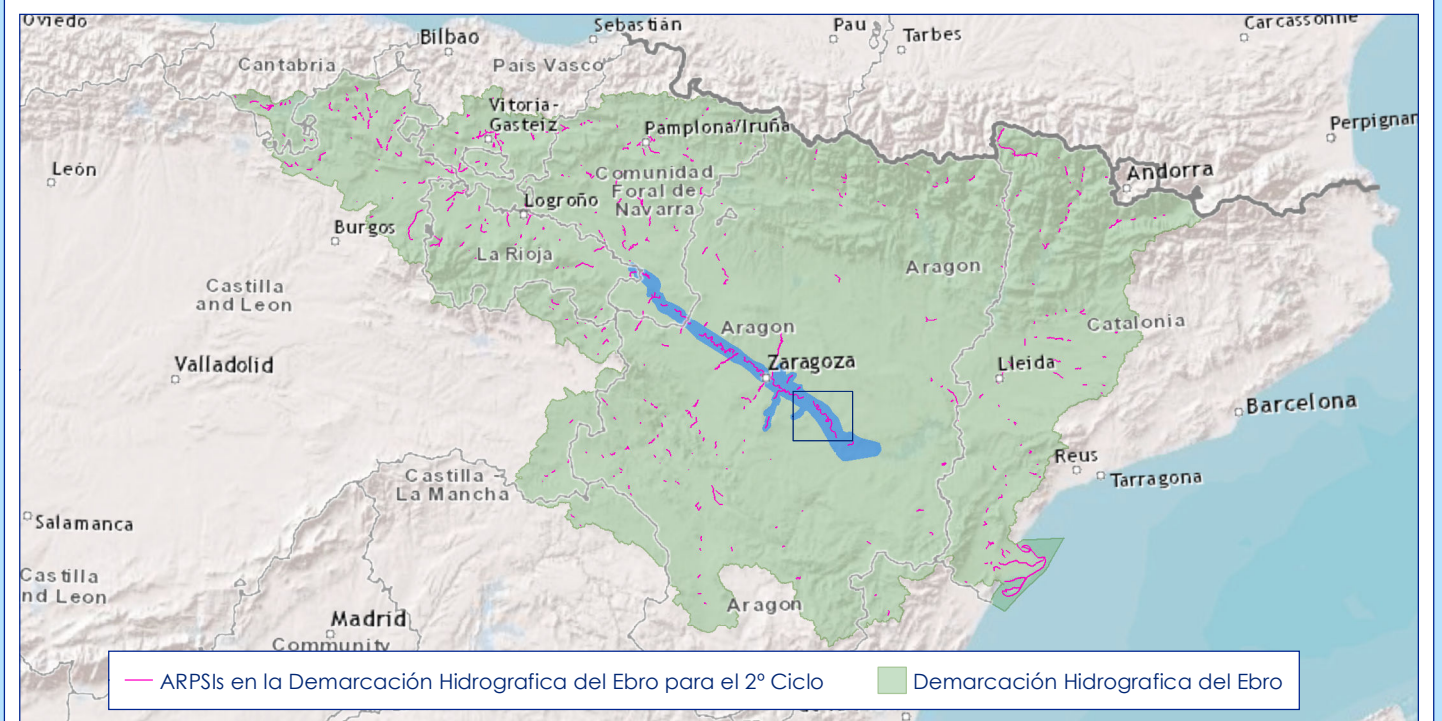 Oviedo
Sebastián
Pau
Carcassonne
Bilbao
Tarbes
Cantabria
País Vasco
Vitoria-
Gasteiz
Pamplona/Iruña
Perpignan
León
Comunidad
Foral de
Navarra
Andorra
Logroño
Burgos
La Rioja
Aragon
Castilla
and Leon
Aragon
Catalonia
Valladolid
Zaragoza
Lleida
Barcelona
Reus
Castilla
La Mancha
Tarragona
Salamanca
Castilla
nd Leon
Aragon
Madrid
Community
ARPSIs en la Demarcación Hidrografica del Ebro para el 2º Ciclo
Demarcación Hidrografica del Ebro